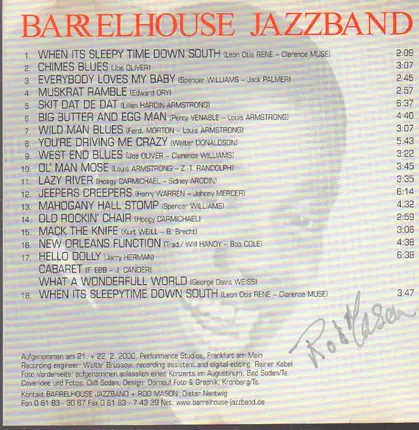 BARRELHOUSE JAZZBAND
1. WHEN ITS SLEEPY TIME DOWN SOUTH (Leon Otis RENE – Clarence MUSE) 2:09
2. CHIMES BLUES (Joe OLIVER) 3:07
3. EVERYBODY LOVES MY BABY (Spencer WILLIAMS – Jack PALMER) 2:45
4. MUSKRAT RAMBLE (Edward ORY) 2:57
5. SKIT DAT DE DAT (Lilian HARDIN-ARMSTRONG) 6:37
6. BIG BUTTER AND EGG MAN (Percy VENABLE – Louis ARMSTRONG) 4:40
7. WILD MAN BLUES (Ferd. MORTON – Louis ARMSTRONG) 3:07
8. YOU'RE DRIVING ME CRAZY (Walter DONALDSON) 5:43
9. WEST END BLUES (Joe OLIVER – Clarence WILLIAMS) 3:22
10. OL' MAN MOSE (Louis ARMSTRONG – Z.-T. RANDOLPH) 3:45
11. LAZY RIVER (Hoagy CARMICHAEL – Sidney ARODIN) 3:35
12. JEEPERS CREEPERS (Harry WARREN – Johnny MERCER) 6:14
13. MAHOGANY HALL STOMP (Spencer WILLIAMS) 4:32
14. OLD ROCKIN' CHAIR (Hoagy CARMICHAEL) 2:59
15. MACK THE KNIFE (Kurt WEILL – B. Brecht) 3:06
16. NEW ORLEANS FUNCTION (Trad./ Will HANDY – Bob COLE) 4:38
17. HELLO DOLLY (Jerry HERMAN) 6:38
CABARET (F. EBB – J. CANDER)
WHAT A WONDERFULL WORLD (George Davis WEISS)
18. WHEN ITS SLEEPYTIME DOWN SOUTH (Leon Otis RENE – Clarence MUSE) 3:47
Rod Mason
Aufgenommen am 21. + 22. 2. 2000, Performance Studios, Frankfurt am Main
Recording engineer: Walter Brüssow, recording assistent and digital editing: Reiner Kabel
Foto Vorderseite: aufgenommen anlässlich eines Konzerts im Augustinum, Bad Soden/Ts.
Coveridee und Fotos: Cliff Soden, Design: Dornauf Foto & Graphik, Kronberg/Ts.
Kontakt BARRELHOUSE JAZZBAND + ROD MASON: Dieter Nentwig
Fon 0 61 83 - 30 87 Fax 0 61 83 - 7 43 39 Net: www.barrelhouse-jazzband.de